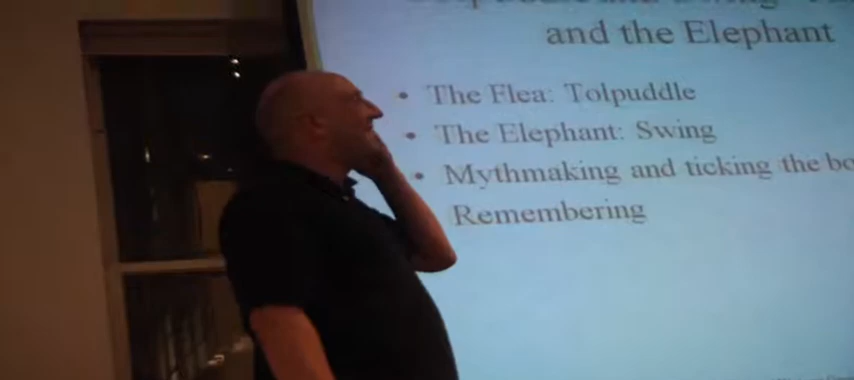 and the Elephant
• The Flea: Tolpuddle
• The Elephant: Swing
• Mythmaking and ticking the
Remembering